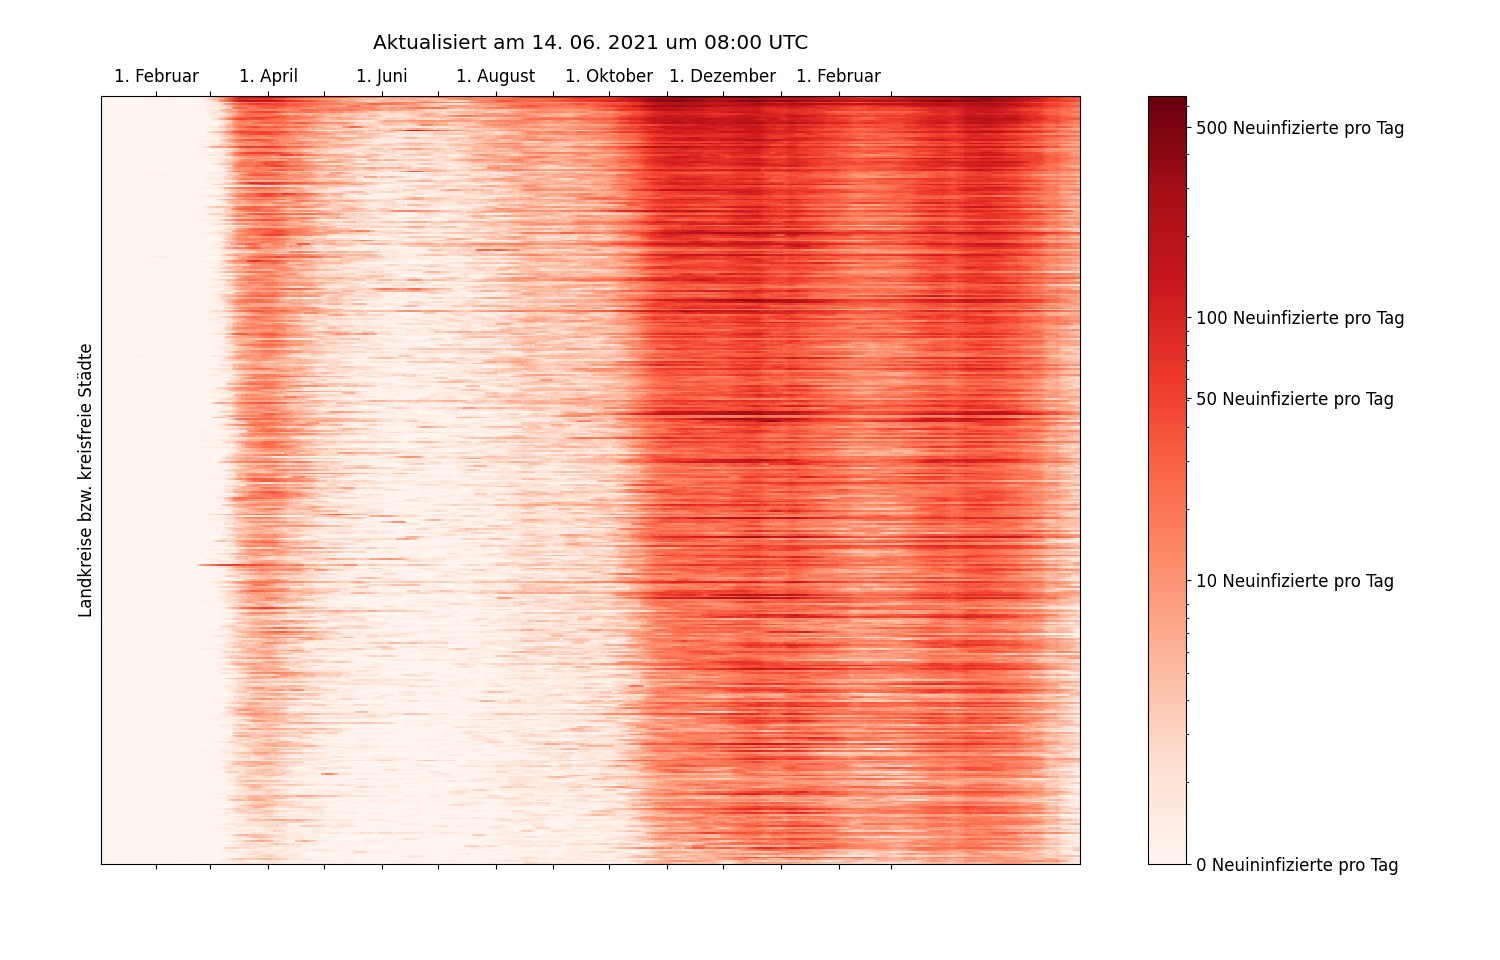 Aktualisiert am 14. 06. 2021 um 08:00 UTC
1. Februar 1. April 1. Juni 1. August 1. Oktober 1. Dezember 1. Februar
Landkreise bzw. kreisfreie Städte
500 Neuinfizierte pro Tag
100 Neuinfizierte pro Tag
50 Neuinfizierte pro Tag
10 Neuinfizierte pro Tag
0 Neuininfizierte pro Tag